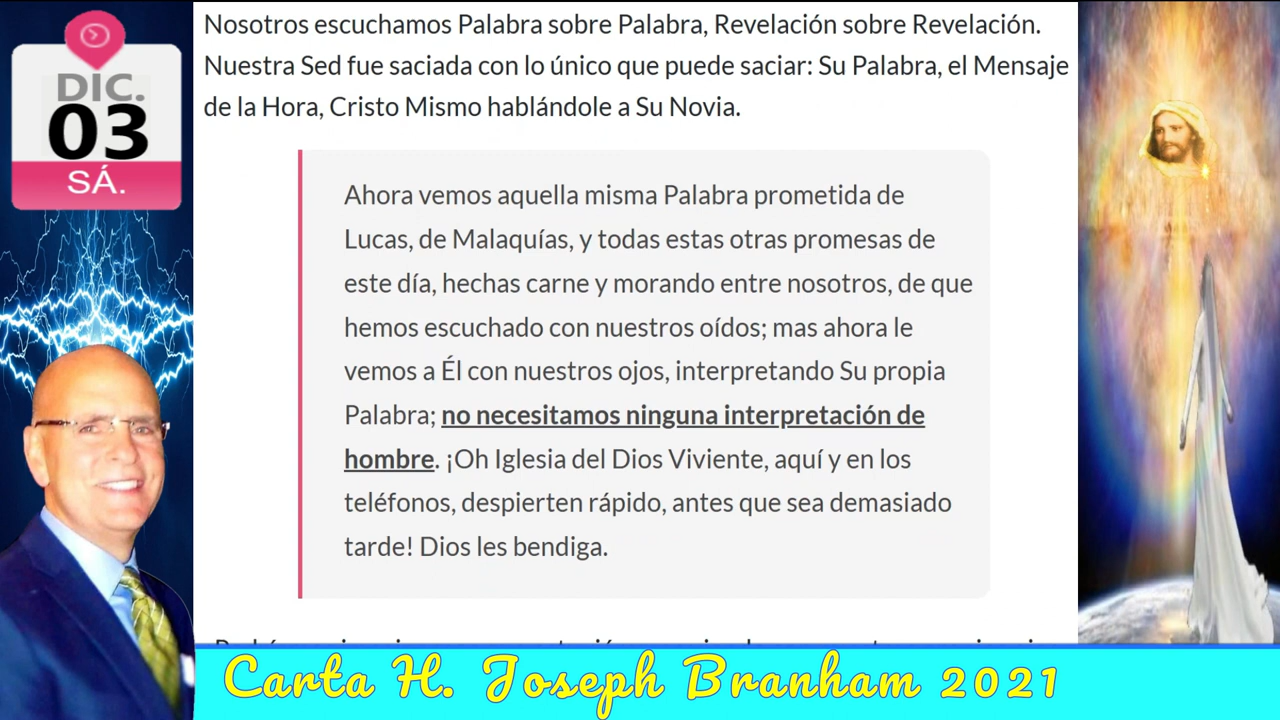 DIC.
03
SÁ.
Nosotros escuchamos Palabra sobre Palabra, Revelación sobre Revelación.
Nuestra Sed fue saciada con lo único que puede saciar: Su Palabra, el Mensaje
de la Hora, Cristo Mismo hablándole a Su Novia.
Ahora vemos aquella misma Palabra prometida de
Lucas, de Malaquías, y todas estas otras promesas de
este día, hechas carne y morando entre nosotros, de que
hemos escuchado con nuestros oídos; mas ahora le
vemos a Él con nuestros ojos, interpretando Su propia
Palabra; no necesitamos ninguna interpretación de
hombre. ¡Oh Iglesia del Dios Viviente, aquí y en los
teléfonos, despierten rápido, antes que sea demasiado
tarde! Dios les bendiga.
Carta H. Joseph Branham 2021